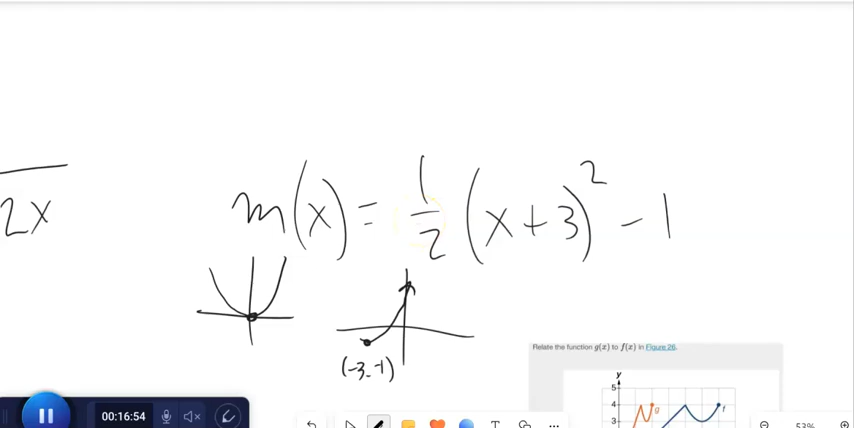 2x
m(x) = 1/2 (x+3)² - 1
(-3, -1)
Relate the function g(x) to f(x) in Figure 26.
y
5
4
3
g
f
00:16:54
T
53%